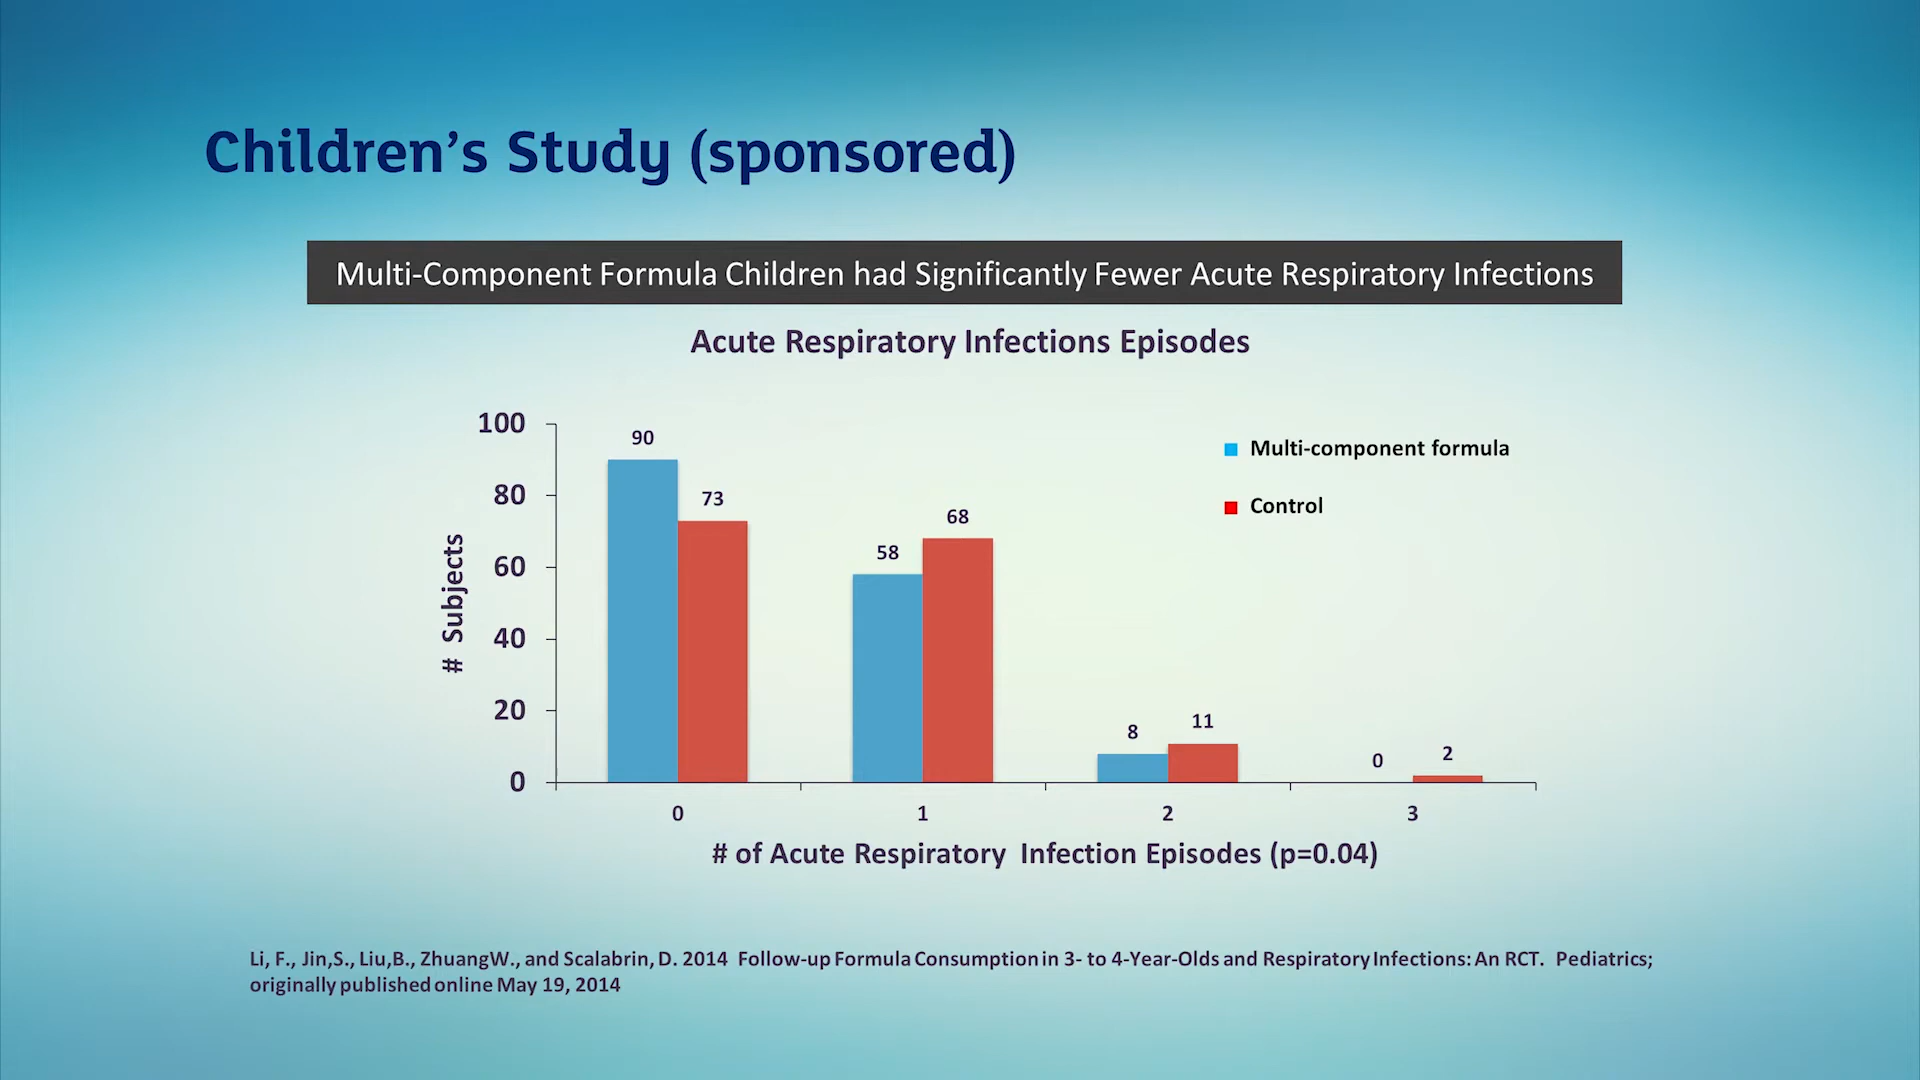 Children’s Study (sponsored)
Multi-Component Formula Children had Significantly Fewer Acute Respiratory Infections
Acute Respiratory Infections Episodes
# Subjects
100
80
60
40
20
0
90
73
58
68
8
11
0
2
Multi-component formula
Control
0
1
2
3
# of Acute Respiratory Infection Episodes (p=0.04)
Li, F., Jin,S., Liu,B., ZhuangW., and Scalabrin, D. 2014 Follow-up Formula Consumption in 3- to 4-Year-Olds and Respiratory Infections: An RCT. Pediatrics;
originally published online May 19, 2014